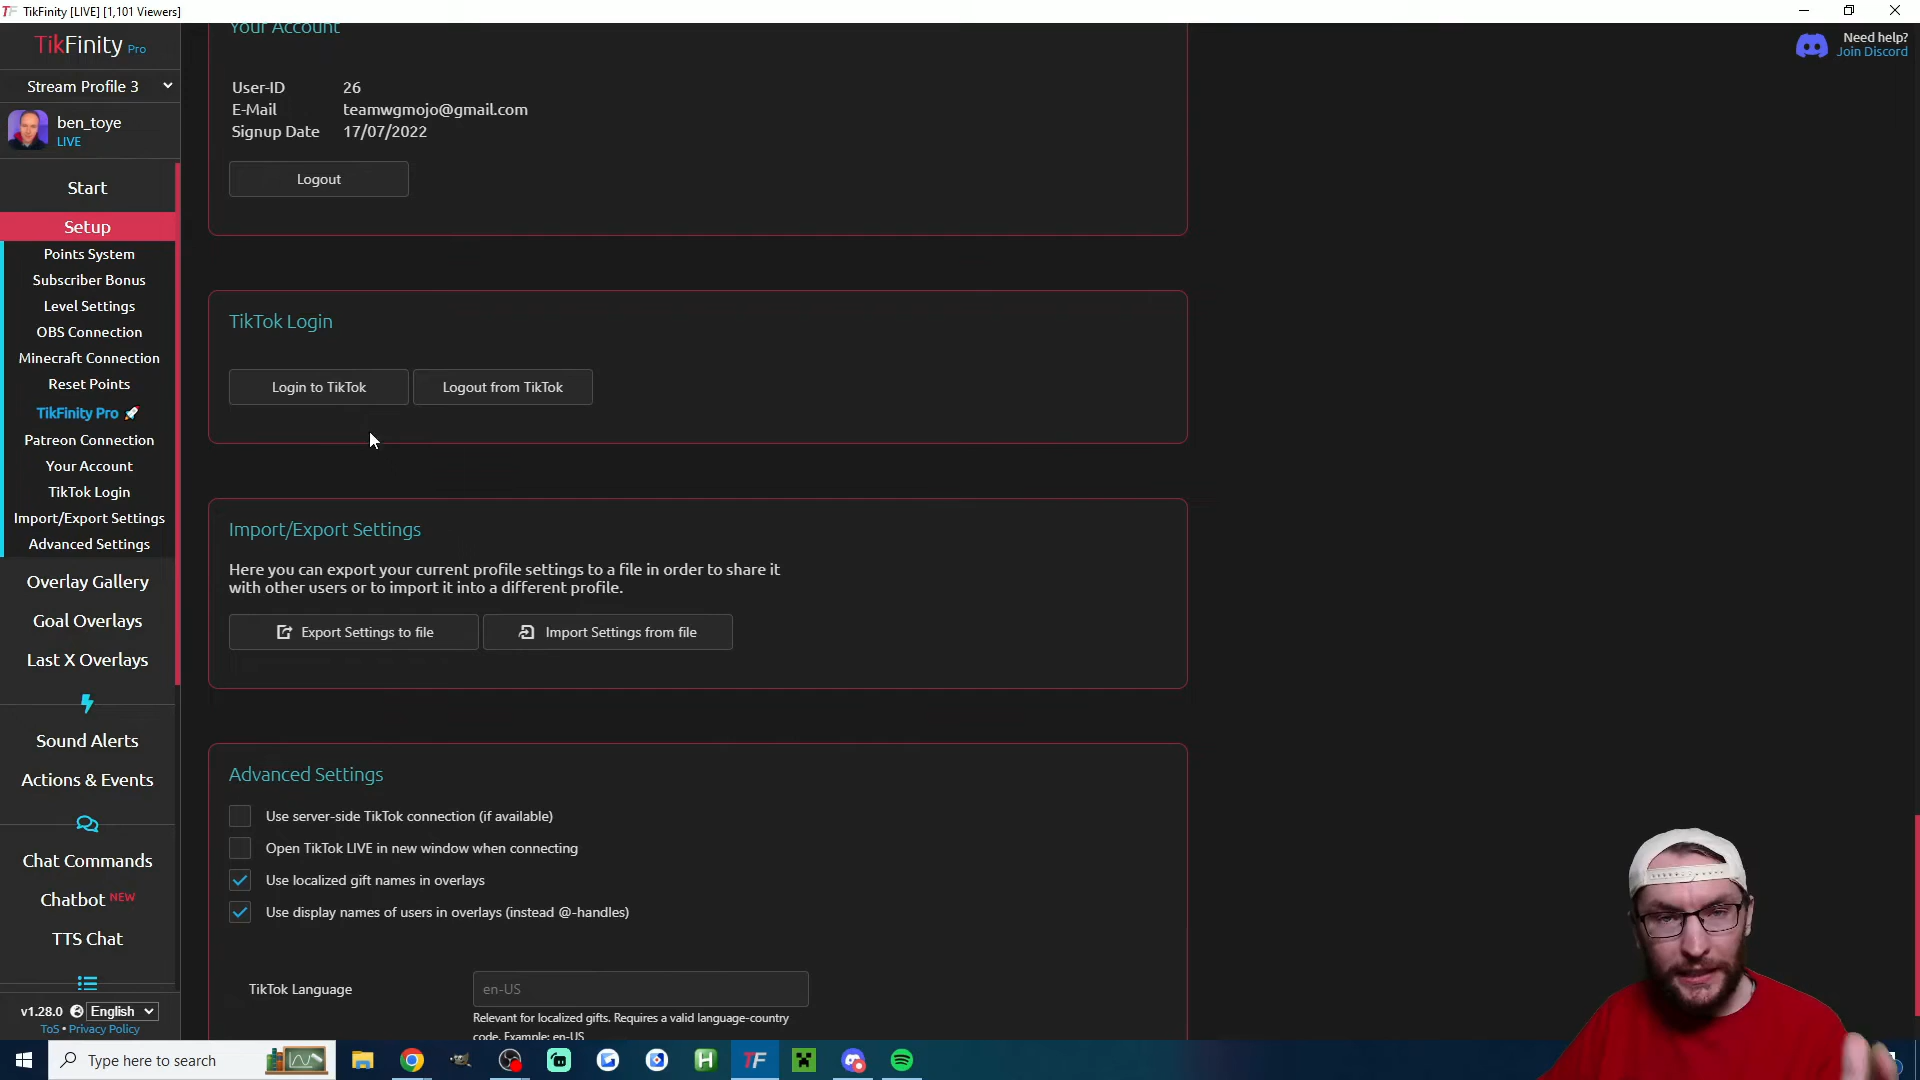 TikFinity [LIVE] [1,101 Viewers]
TikFinity Pro
Need help?
Join Discord
Stream Profile 3
ben_toye
LIVE
Start
Setup
Points System
Subscriber Bonus
Level Settings
OBS Connection
Minecraft Connection
Reset Points
TikFinity Pro
Patreon Connection
Your Account
TikTok Login
Import/Export Settings
Advanced Settings
Overlay Gallery
Goal Overlays
Last X Overlays
Sound Alerts
Actions & Events
Chat Commands
Chatbot NEW
TTS Chat
v1.28.0 English
ToS • Privacy Policy
Your Account
User-ID 26
E-Mail teamwgmojo@gmail.com
Signup Date 17/07/2022
Logout
TikTok Login
Login to TikTok Logout from TikTok
Import/Export Settings
Here you can export your current profile settings to a file in order to share it
with other users or to import it into a different profile.
Export Settings to file Import Settings from file
Advanced Settings
Use server-side TikTok connection (if available)
Open TikTok LIVE in new window when connecting
Use localized gift names in overlays
Use display names of users in overlays (instead @-handles)
TikTok Language en-US
Relevant for localized gifts. Requires a valid language-country
code. Example: en-US
Type here to search